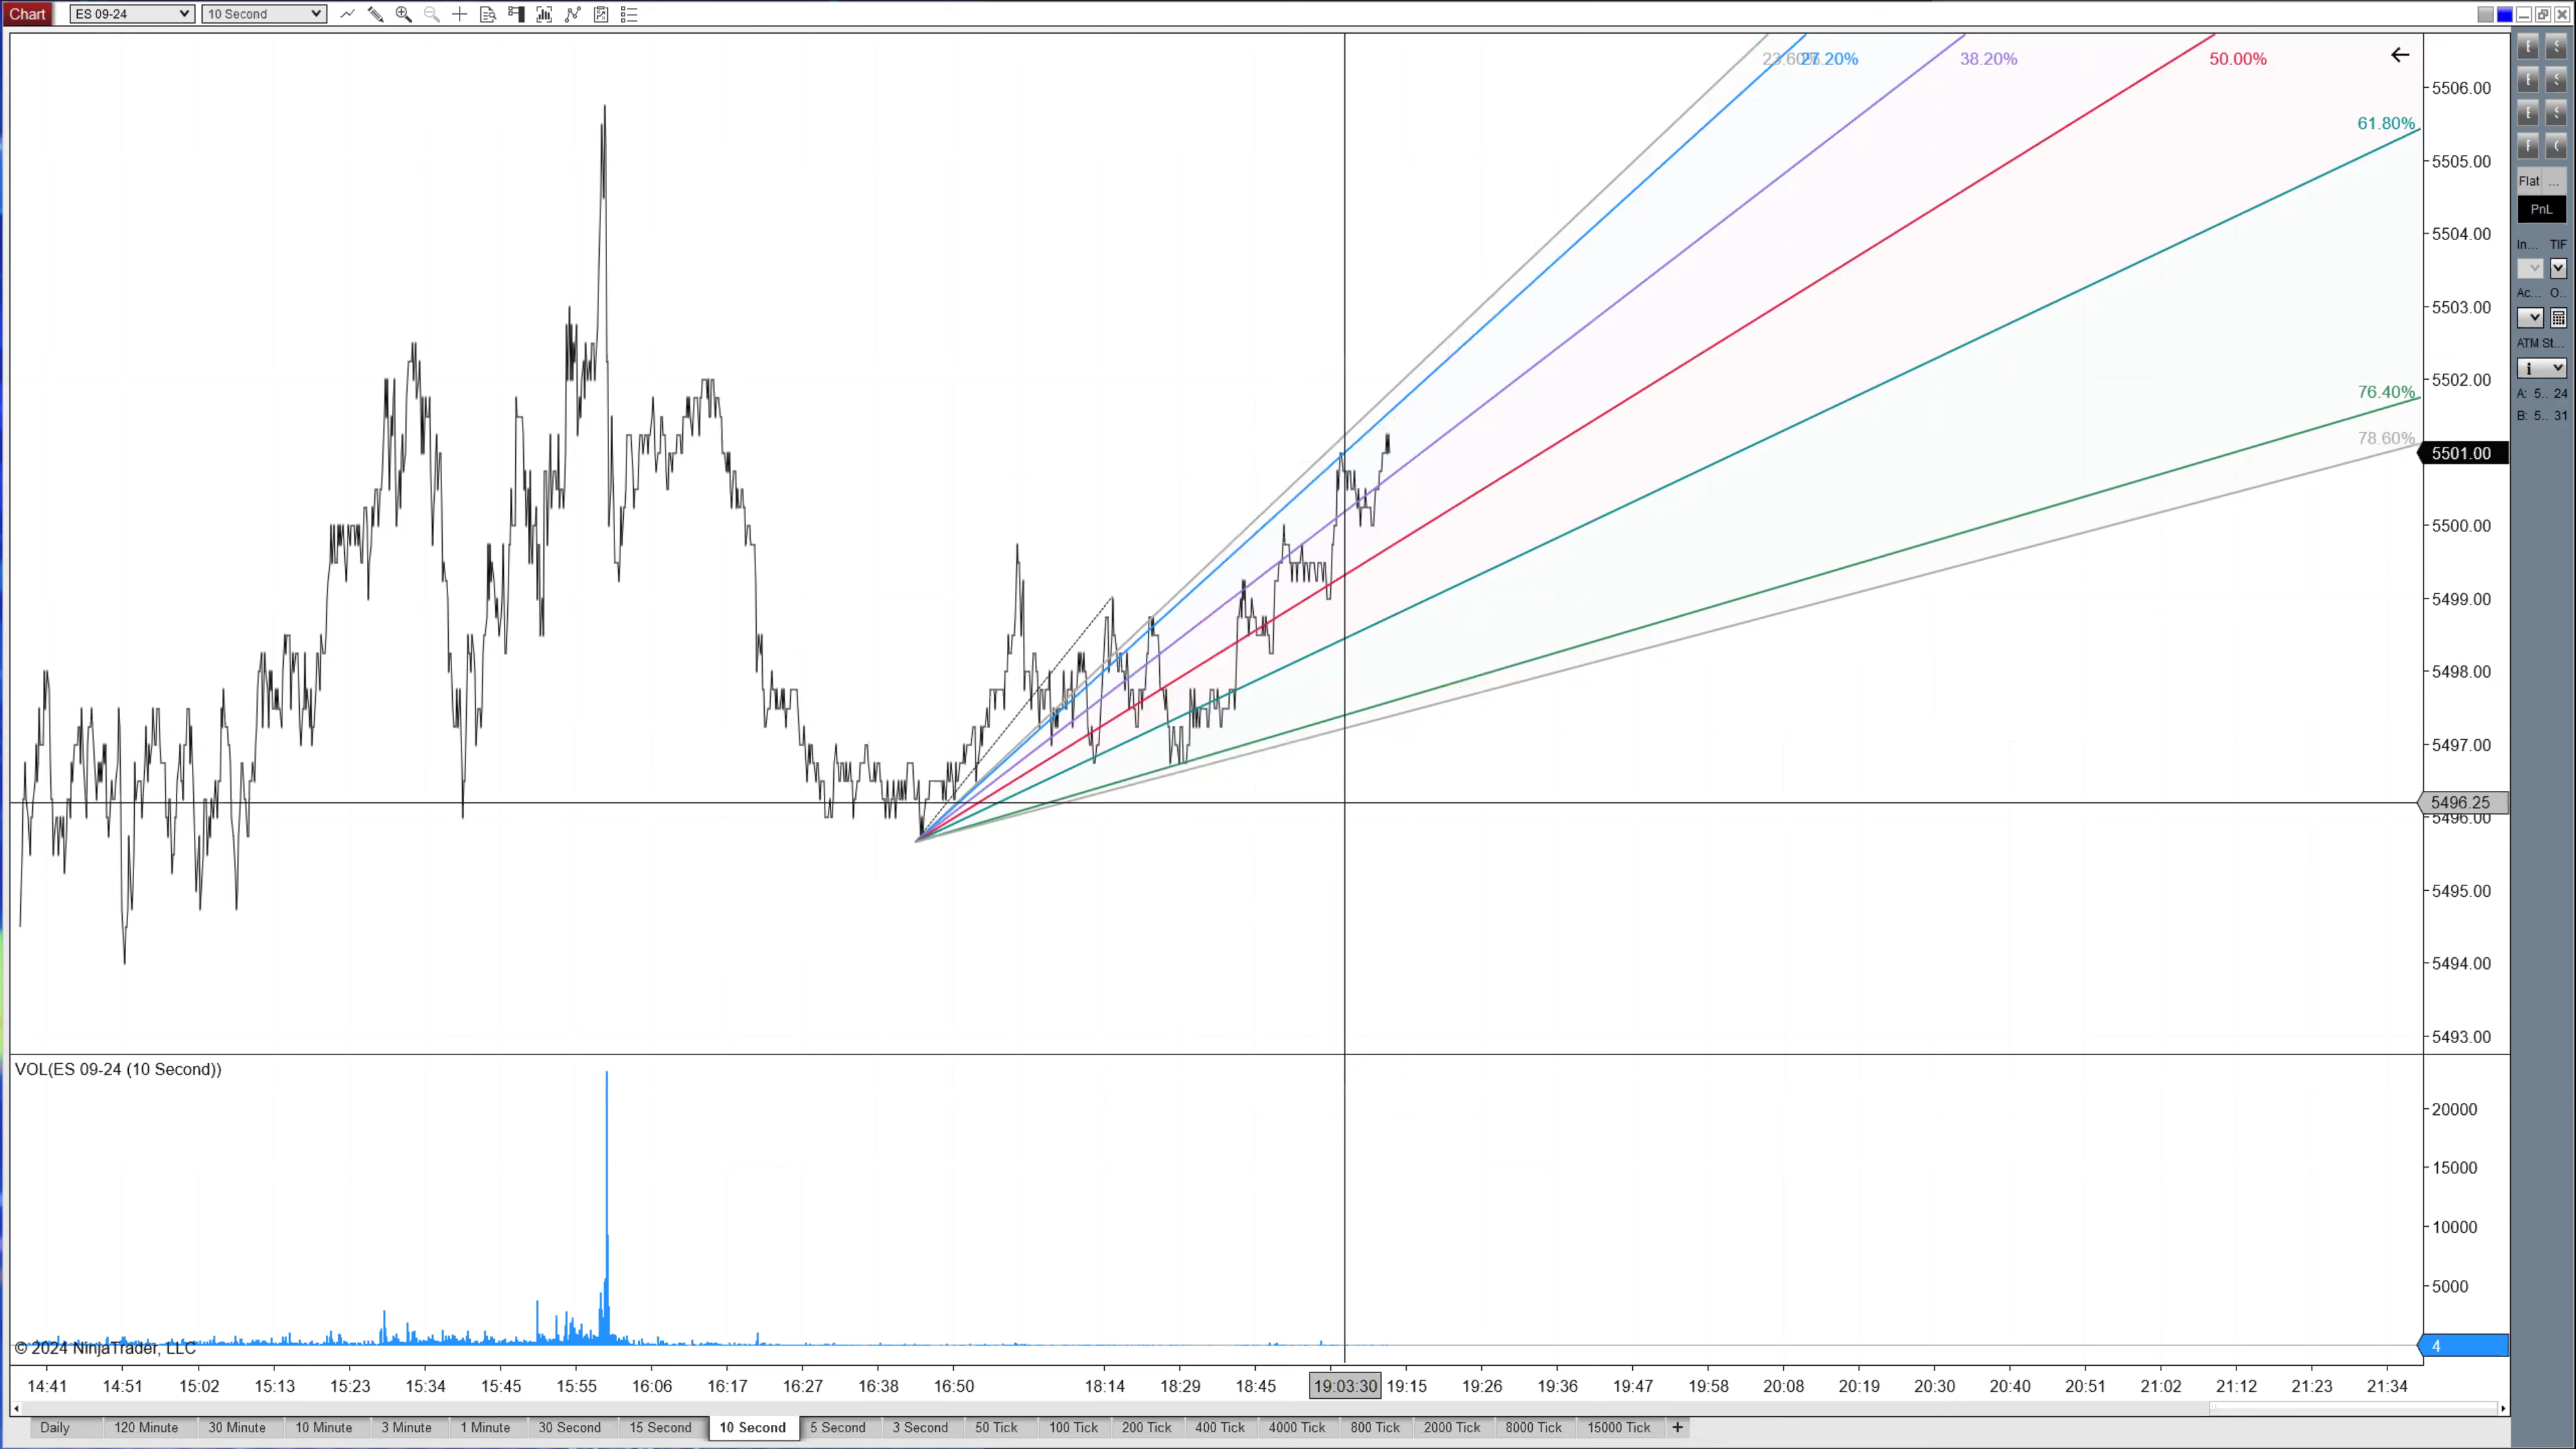 Chart ES 09-24 10 Second
27.20% 38.20% 50.00%
5506.00
61.80%
5505.00
Flat ...
PnL
5504.00
In... TIF
Ac... O..
5503.00
ATM St...
5502.00
76.40%
A: 5.. 24
B: 5.. 31
78.60%
5501.00
5500.00
5499.00
5498.00
5497.00
5496.25
5496.00
5495.00
5494.00
5493.00
VOL(ES 09-24 (10 Second))
20000
15000
10000
5000
© 2024 NinjaTrader, LLC
4
14:41 14:51 15:02 15:13 15:23 15:34 15:45 15:55 16:06 16:17 16:27 16:38 16:50 18:14 18:29 18:45 19:03:30 19:15 19:26 19:36 19:47 19:58 20:08 20:19 20:30 20:40 20:51 21:02 21:12 21:23 21:34
Daily 120 Minute 30 Minute 10 Minute 3 Minute 1 Minute 30 Second 15 Second 10 Second 5 Second 3 Second 50 Tick 100 Tick 200 Tick 400 Tick 4000 Tick 800 Tick 2000 Tick 8000 Tick 15000 Tick +